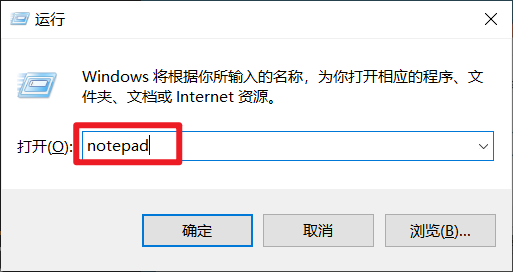 运行
Windows 将根据你所输入的名称，为你打开相应的程序、文
件夹、文档或 Internet 资源。
打开(O): notepad
确定 取消 浏览(B)...